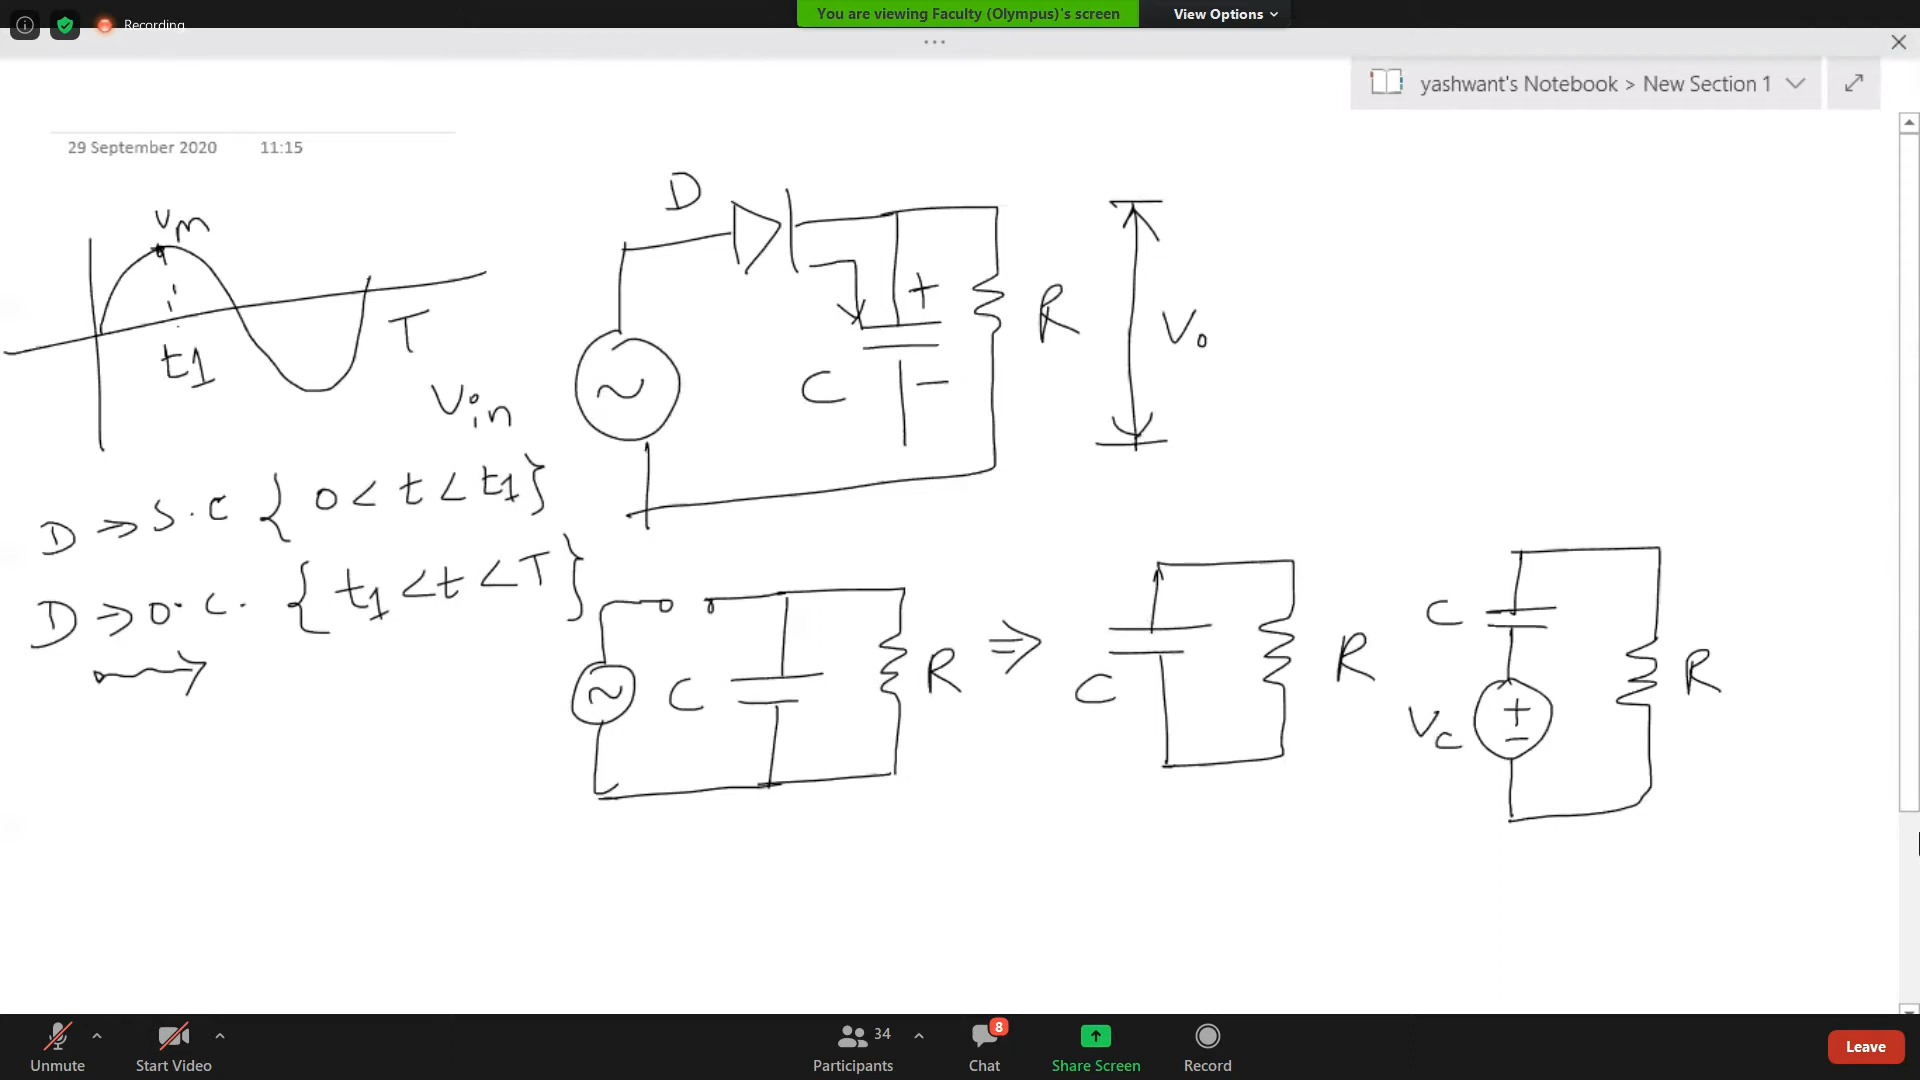 Recording
You are viewing Faculty (Olympus)'s screen
View Options
yashwant's Notebook > New Section 1
29 September 2020 11:15
Vm
t1
T
Vin
D
+
-
C
R
Vo
D ⇒ S.C { 0 < t < t1 }
D ⇒ O.C. { t1 < t < T }
C
R
⇒
C
R
C
Vc
+
-
R
Unmute
Start Video
34
Participants
8
Chat
Share Screen
Record
Leave